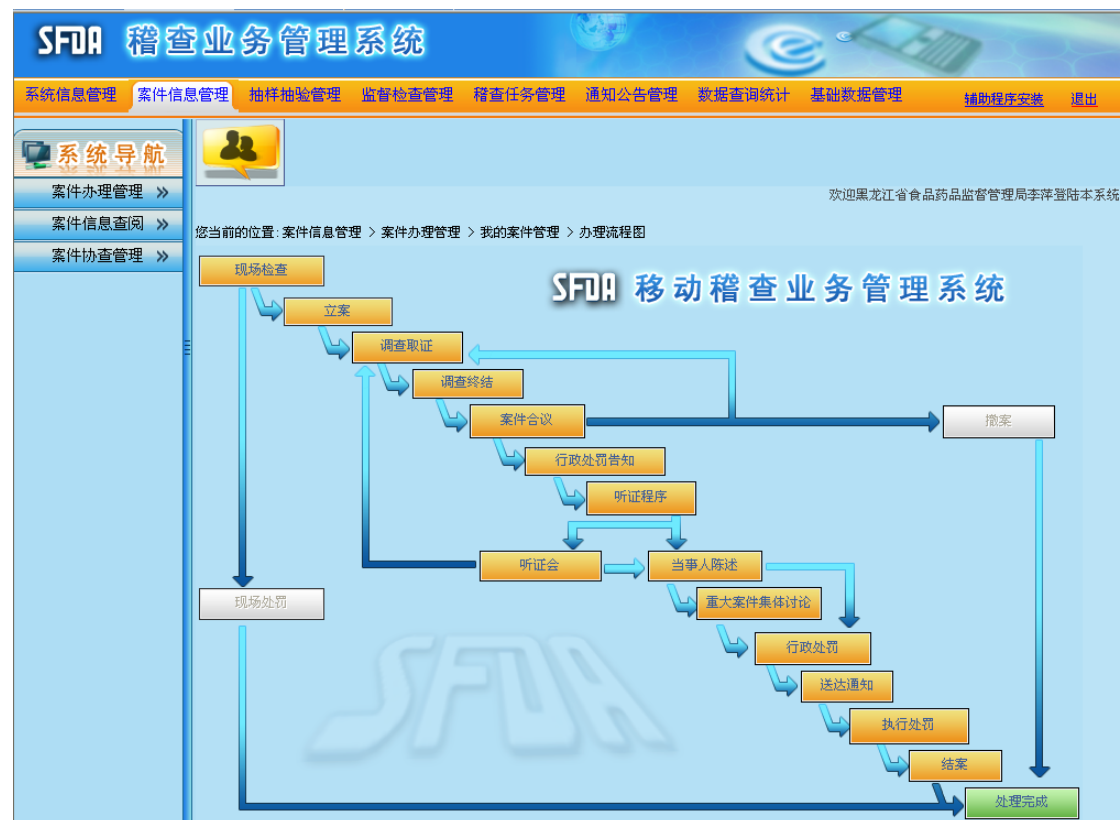 SFDA 稽查业务管理系统
系统信息管理 案件信息管理 抽样抽验管理 监督检查管理 稽查任务管理 通知公告管理 数据查询统计 基础数据管理 辅助程序安装 退出
系统导航
案件办理管理 »
案件信息查阅 »
案件协查管理 »
欢迎黑龙江省食品药品监督管理局李萍登陆本系统
您当前的位置:案件信息管理 > 案件办理管理 > 我的案件管理 > 办理流程图
SFDA 移动稽查业务管理系统
现场检查
立案
调查取证
调查终结
案件合议
撤案
行政处罚告知
听证程序
听证会
当事人陈述
现场处罚
重大案件集体讨论
行政处罚
送达通知
执行处罚
结案
处理完成
SFDA